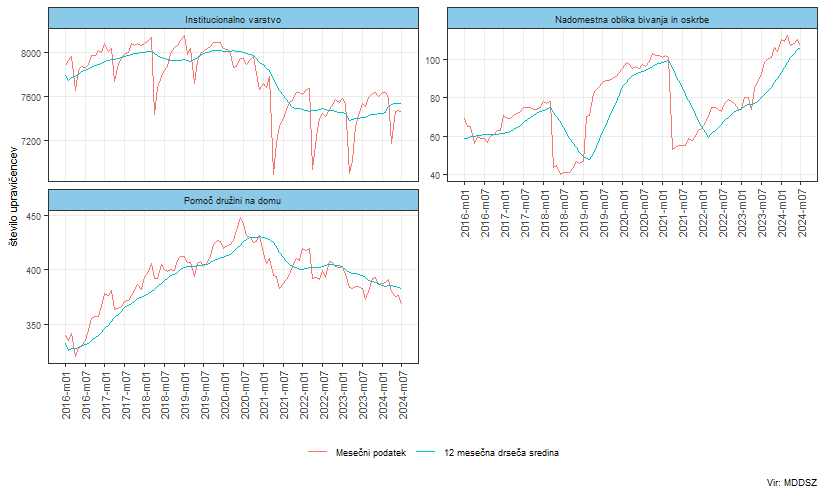 Institucionalno varstvo
Nadomestna oblika bivanja in oskrbe
število upravičencev
8000
7600
7200
100
80
60
40
2016-m01
2016-m07
2017-m01
2017-m07
2018-m01
2018-m07
2019-m01
2019-m07
2020-m01
2020-m07
2021-m01
2021-m07
2022-m01
2022-m07
2023-m01
2023-m07
2024-m01
2024-m07
Pomoč družini na domu
450
400
350
2016-m01
2016-m07
2017-m01
2017-m07
2018-m01
2018-m07
2019-m01
2019-m07
2020-m01
2020-m07
2021-m01
2021-m07
2022-m01
2022-m07
2023-m01
2023-m07
2024-m01
2024-m07
Mesečni podatek
12 mesečna drseča sredina
Vir: MDDSZ